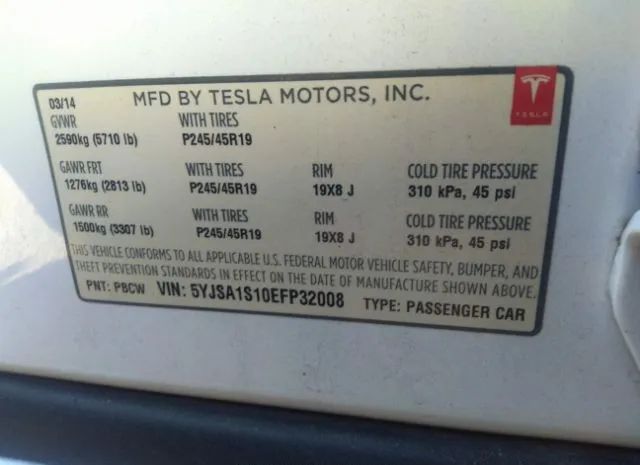 03/14 MFD BY TESLA MOTORS, INC.
TESLA
GVWR WITH TIRES
2590kg (5710 lb) P245/45R19
GAWR FRT WITH TIRES RIM COLD TIRE PRESSURE
1276kg (2813 lb) P245/45R19 19X8 J 310 kPa, 45 psi
GAWR RR WITH TIRES RIM COLD TIRE PRESSURE
1500kg (3307 lb) P245/45R19 19X8 J 310 kPa, 45 psi
THIS VEHICLE CONFORMS TO ALL APPLICABLE U.S. FEDERAL MOTOR VEHICLE SAFETY, BUMPER, AND
THEFT PREVENTION STANDARDS IN EFFECT ON THE DATE OF MANUFACTURE SHOWN ABOVE.
PNT: PBCW VIN: 5YJSA1S10EFP32008 TYPE: PASSENGER CAR